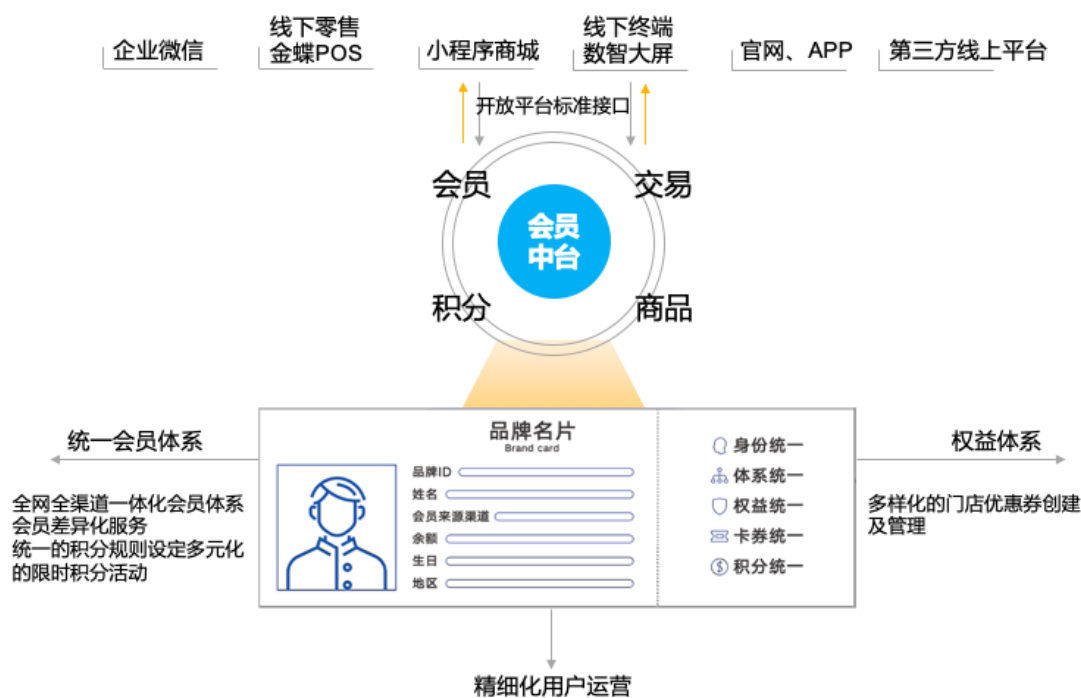 企业微信
线下零售
金蝶POS
小程序商城
线下终端
数智大屏
官网、APP
第三方线上平台
开放平台标准接口
会员
交易
会员
中台
积分
商品
统一会员体系
全网全渠道一体化会员体系
会员差异化服务
统一的积分规则设定多元化
的限时积分活动
品牌名片
Brand card
品牌ID
姓名
会员来源渠道
余额
生日
地区
身份统一
体系统一
权益统一
卡券统一
积分统一
权益体系
多样化的门店优惠券创建
及管理
精细化用户运营